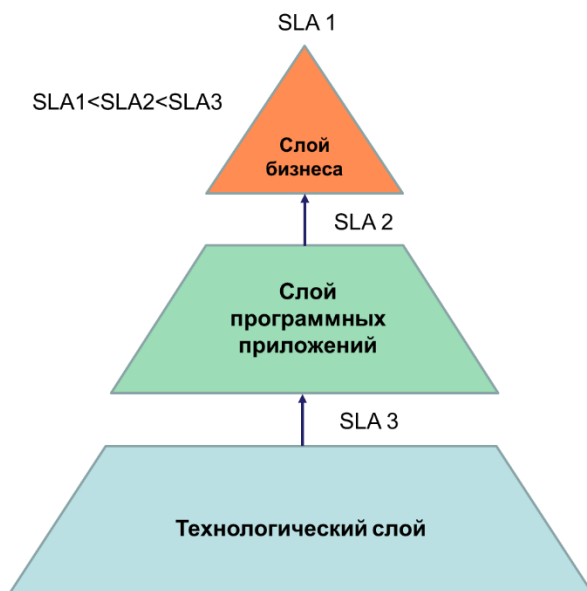 SLA 1
SLA1<SLA2<SLA3
Слой
бизнеса
SLA 2
Слой
программных
приложений
SLA 3
Технологический слой